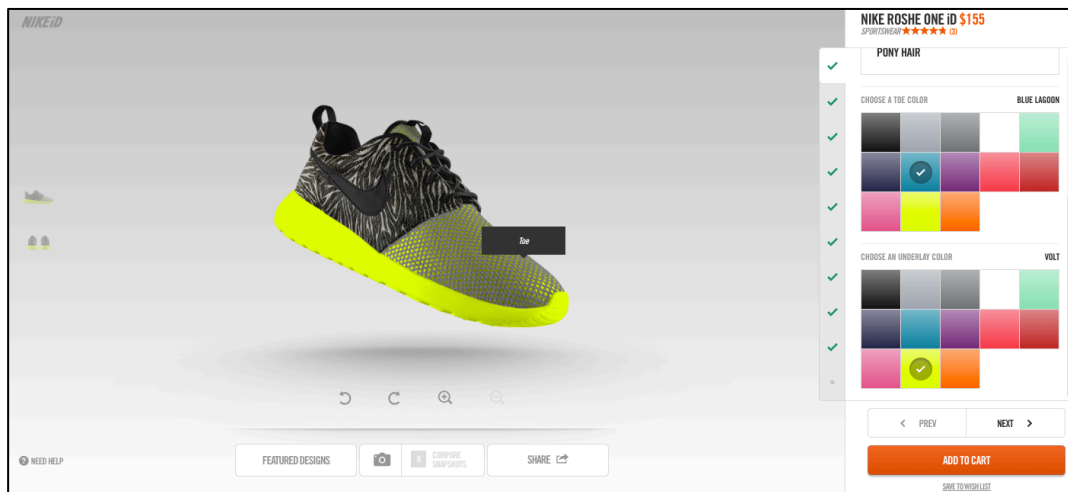 NIKEiD
NIKE ROSHE ONE iD $155
SPORTSWEAR (3)
PONY HAIR
CHOOSE A TOE COLOR BLUE LAGOON
Toe
CHOOSE AN UNDERLAY COLOR VOLT
PREV NEXT
NEED HELP
FEATURED DESIGNS
0 COMPARE
SNAPSHOTS
SHARE
ADD TO CART
SAVE TO WISH LIST